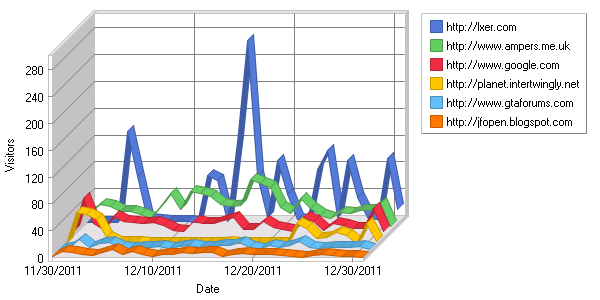 http://lxer.com
http://www.ampers.me.uk
http://www.google.com
http://planet.intertwingly.net
http://www.gtaforums.com
http://jfopen.blogspot.com
Visitors
280
240
200
160
120
80
40
0
11/30/2011 12/10/2011 12/20/2011 12/30/2011
Date